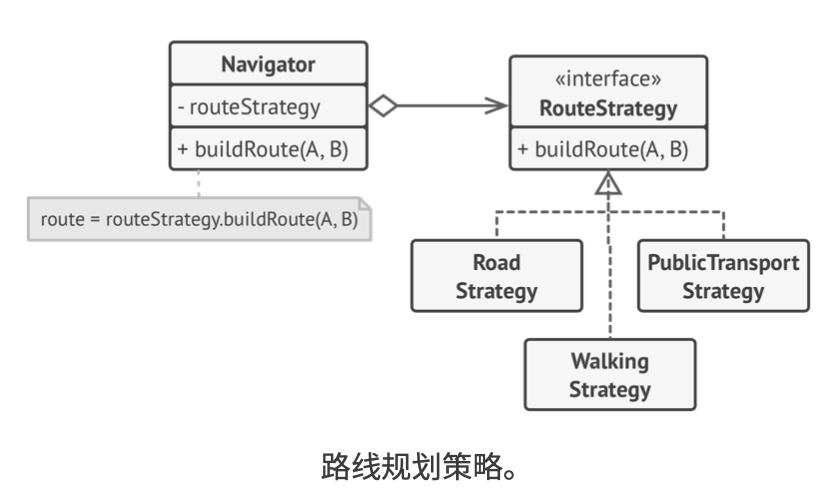 Navigator
- routeStrategy
+ buildRoute(A, B)
route = routeStrategy.buildRoute(A, B)
«interface»
RouteStrategy
+ buildRoute(A, B)
Road
Strategy
PublicTransport
Strategy
Walking
Strategy
路线规划策略。